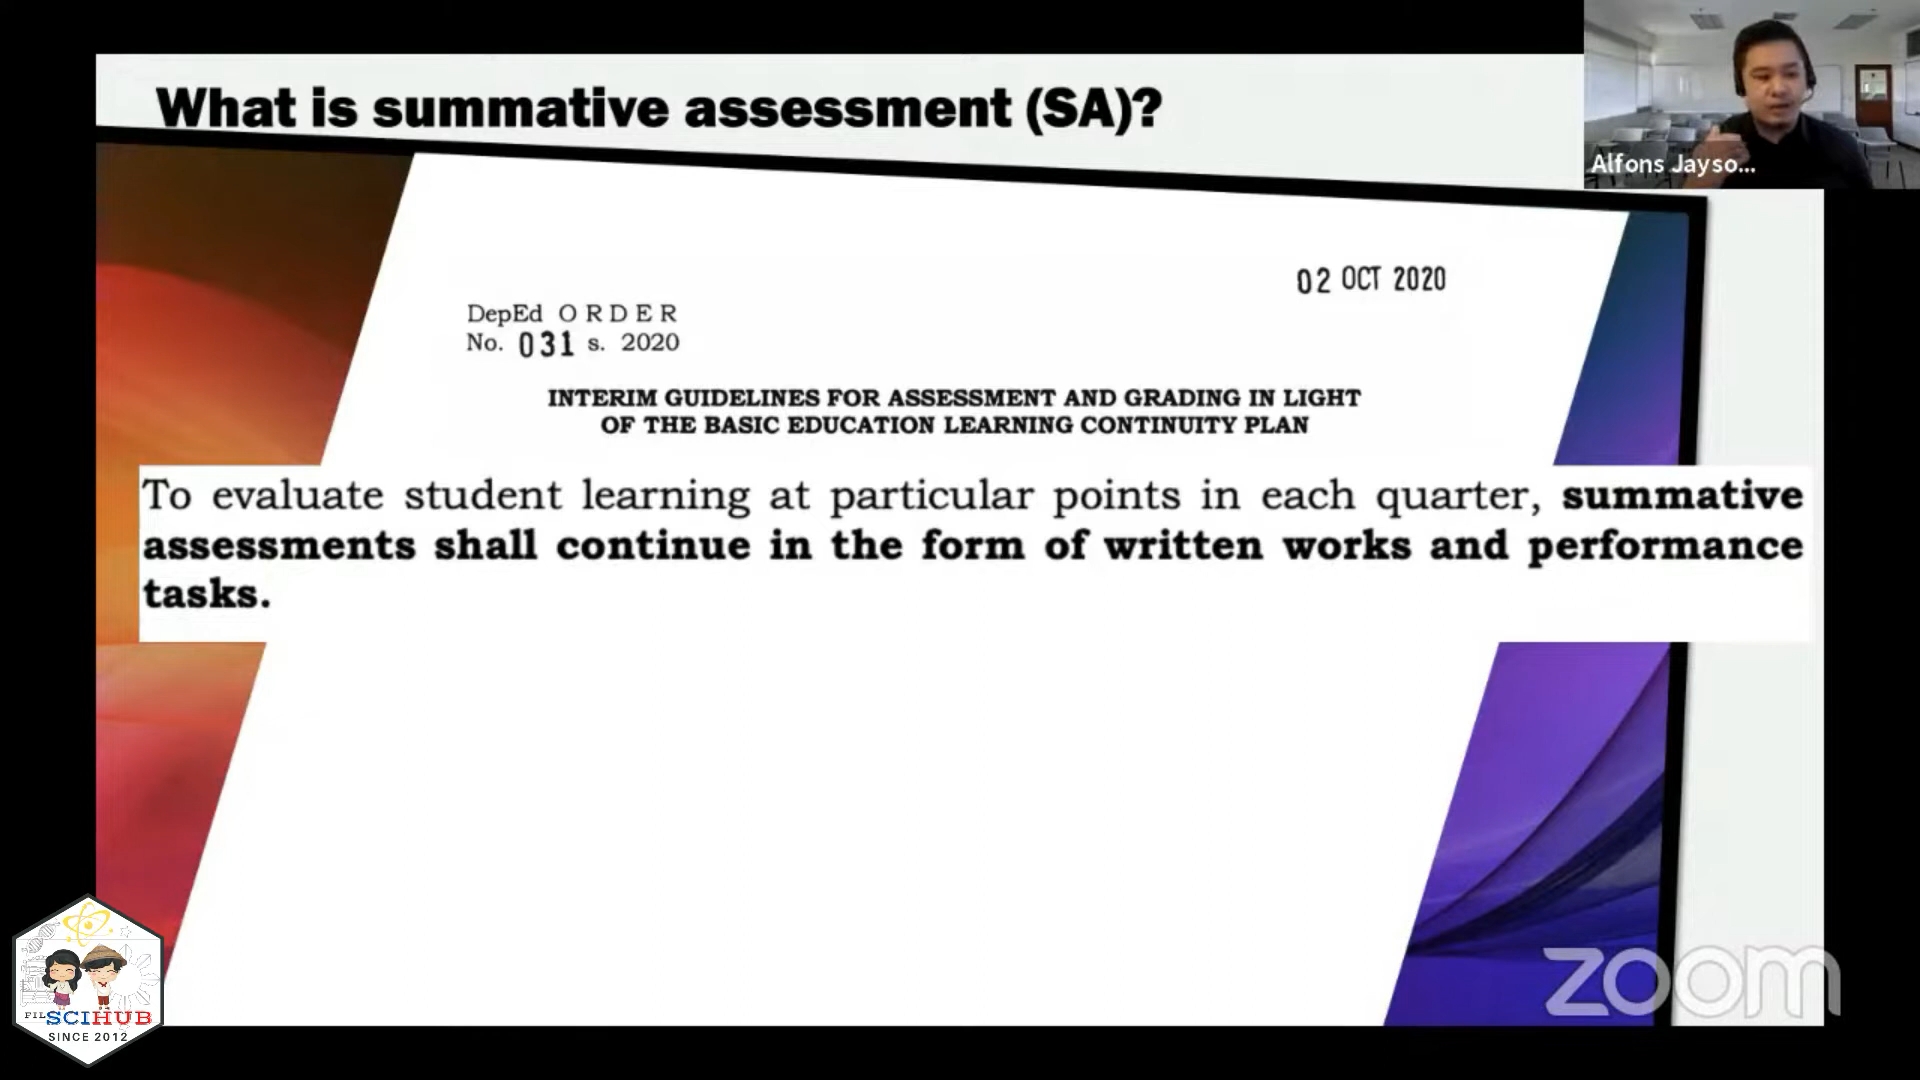 What is summative assessment (SA)?
Alfons Jayso...
02 OCT 2020
DepEd ORDER
No. 031 s. 2020
INTERIM GUIDELINES FOR ASSESSMENT AND GRADING IN LIGHT
OF THE BASIC EDUCATION LEARNING CONTINUITY PLAN
To evaluate student learning at particular points in each quarter, summative
assessments shall continue in the form of written works and performance
tasks.
FIL SCIHUB
SINCE 2012
zoom